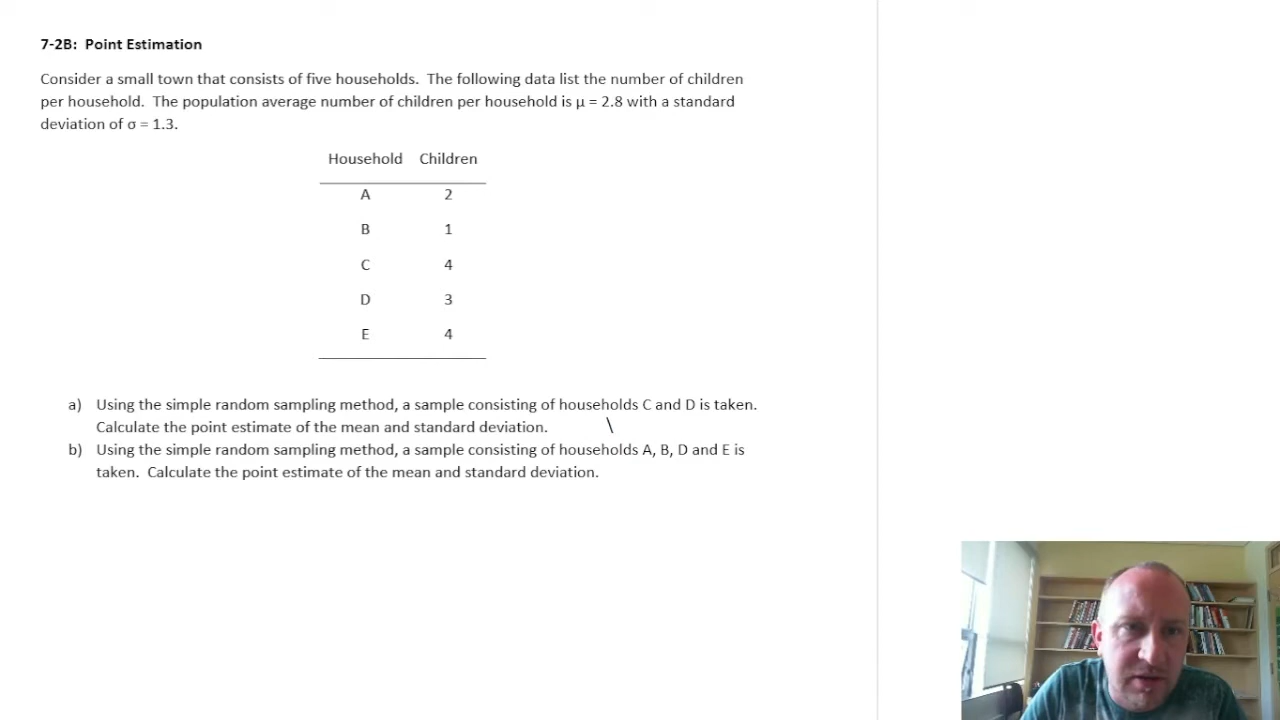 7-2B: Point Estimation
Consider a small town that consists of five households. The following data list the number of children
per household. The population average number of children per household is μ = 2.8 with a standard
deviation of σ = 1.3.
Household Children
A 2
B 1
C 4
D 3
E 4
a) Using the simple random sampling method, a sample consisting of households C and D is taken.
Calculate the point estimate of the mean and standard deviation.
b) Using the simple random sampling method, a sample consisting of households A, B, D and E is
taken. Calculate the point estimate of the mean and standard deviation.